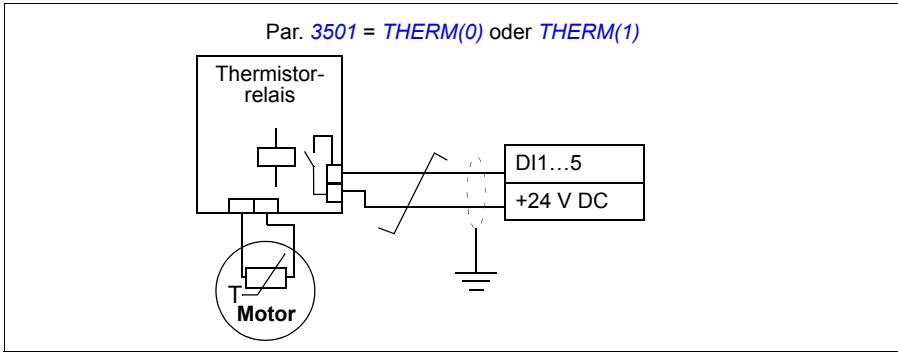 Par. 3501 = THERM(0) oder THERM(1)
Thermistor-
relais
DI1…5
+24 V DC
T
Motor